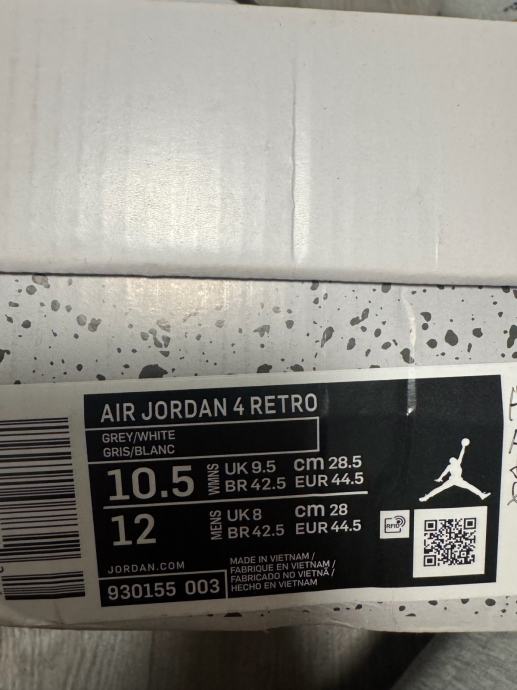 AIR JORDAN 4 RETRO
GREY/WHITE
GRIS/BLANC
10.5 WMNS UK 9.5 cm 28.5
BR 42.5 EUR 44.5
12 MENS UK 8 cm 28
BR 42.5 EUR 44.5
RFID
JORDAN.COM
MADE IN VIETNAM /
FABRIQUE EN VIETNAM /
FABRICADO NO VIETNÃ /
HECHO EN VIETNAM
930155 003